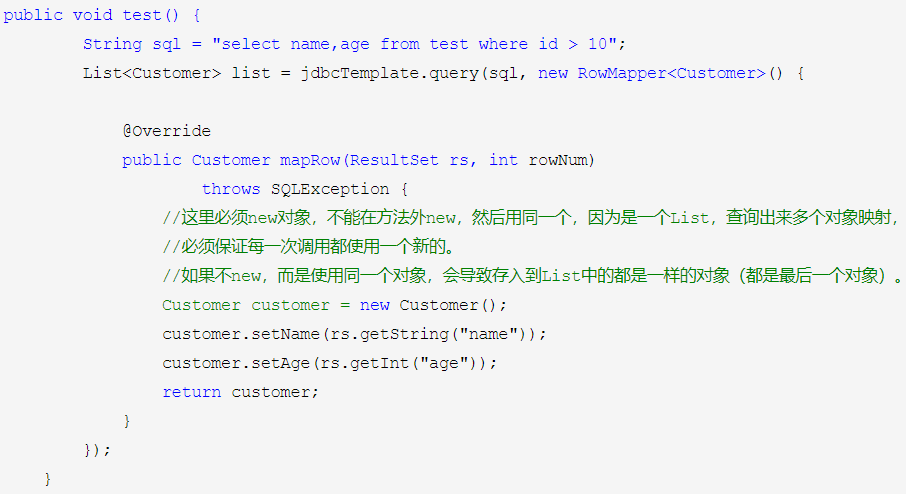 public void test() {
String sql = "select name,age from test where id > 10";
List<Customer> list = jdbcTemplate.query(sql, new RowMapper<Customer>() {
@Override
public Customer mapRow(ResultSet rs, int rowNum)
throws SQLException {
//这里必须new对象，不能在方法外new，然后用同一个，因为是一个List，查询出来多个对象映射，
//必须保证每一次调用都使用一个新的。
//如果不new，而是使用同一个对象，会导致存入到List中的都是一样的对象（都是最后一个对象）。
Customer customer = new Customer();
customer.setName(rs.getString("name"));
customer.setAge(rs.getInt("age"));
return customer;
}
});
}